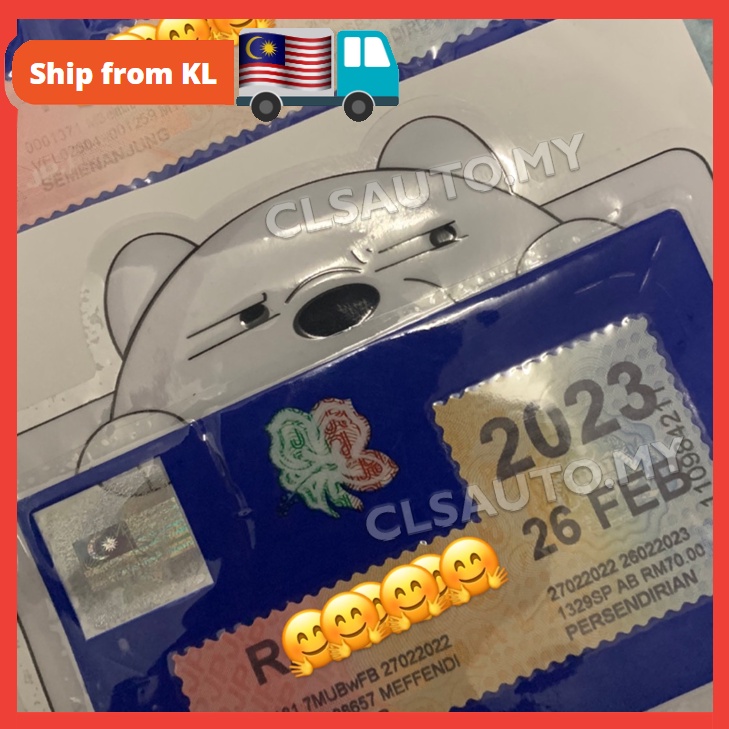 Ship from KL
SEMENANJUNG
CLSAUTO.MY
2023
26 FEB
1109842
CLSAUTO.MY
27022022 26022023
1329SP AB RM70.00
PERSENDIRIAN
R
7MUBwFB 27022022
MEFFENDI